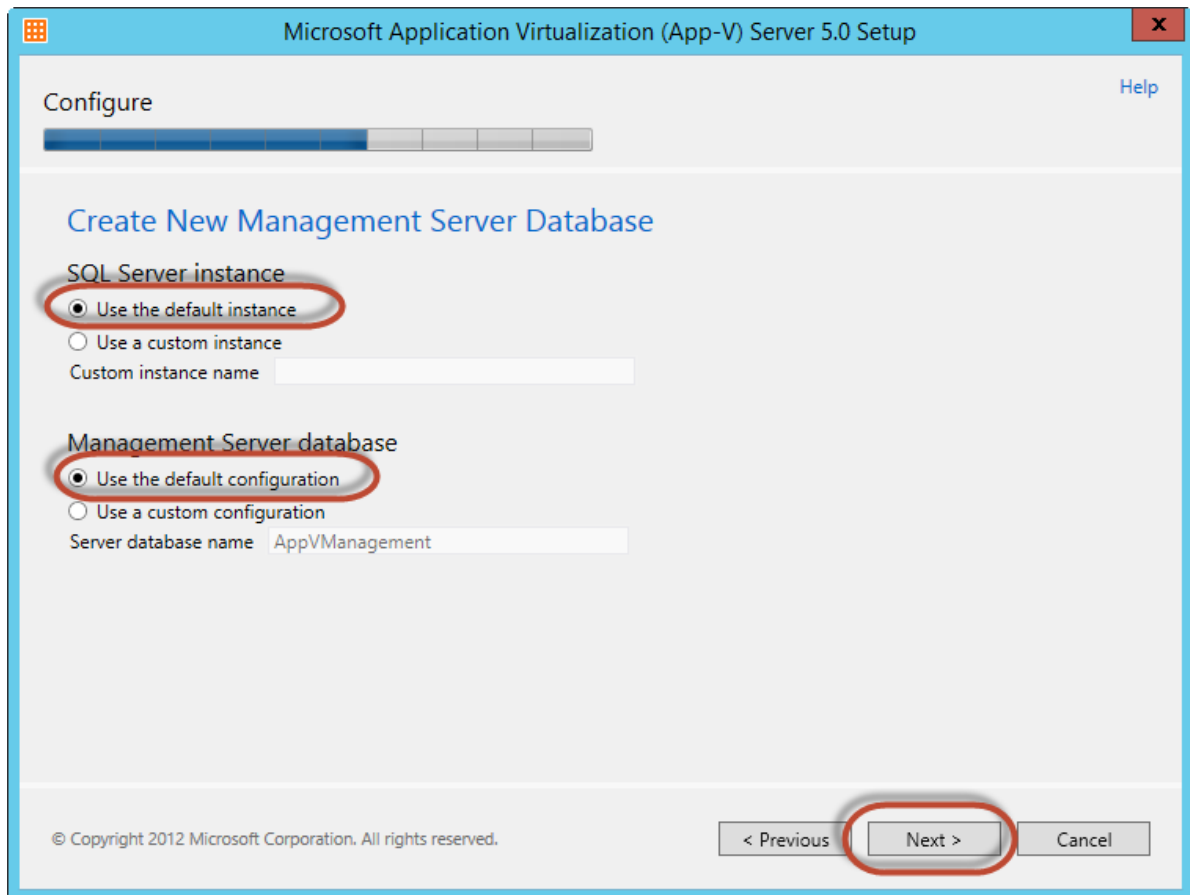 Microsoft Application Virtualization (App-V) Server 5.0 Setup
x
Help
Configure
Create New Management Server Database
SQL Server instance
Use the default instance
Use a custom instance
Custom instance name
Management Server database
Use the default configuration
Use a custom configuration
Server database name AppVManagement
© Copyright 2012 Microsoft Corporation. All rights reserved. < Previous Next > Cancel